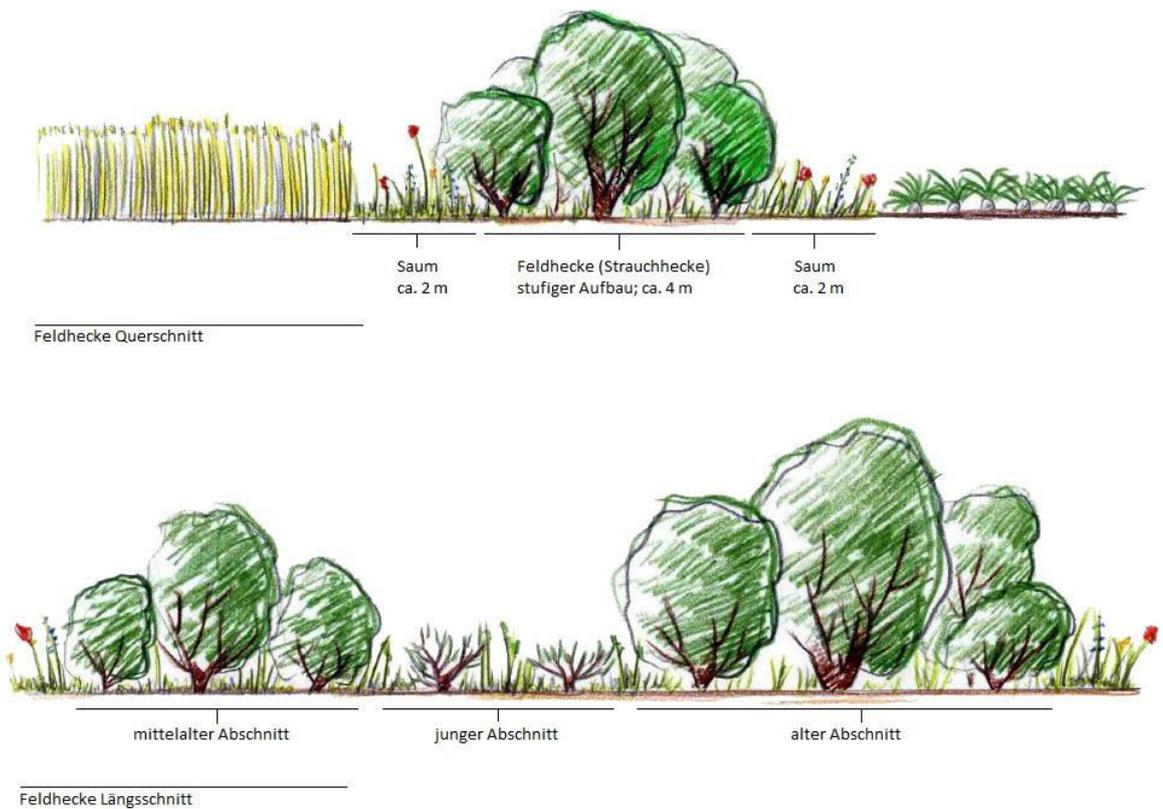 Saum
ca. 2 m
Feldhecke (Strauchhecke)
stufiger Aufbau; ca. 4 m
Saum
ca. 2 m
Feldhecke Querschnitt
mittelalter Abschnitt
junger Abschnitt
alter Abschnitt
Feldhecke Längsschnitt